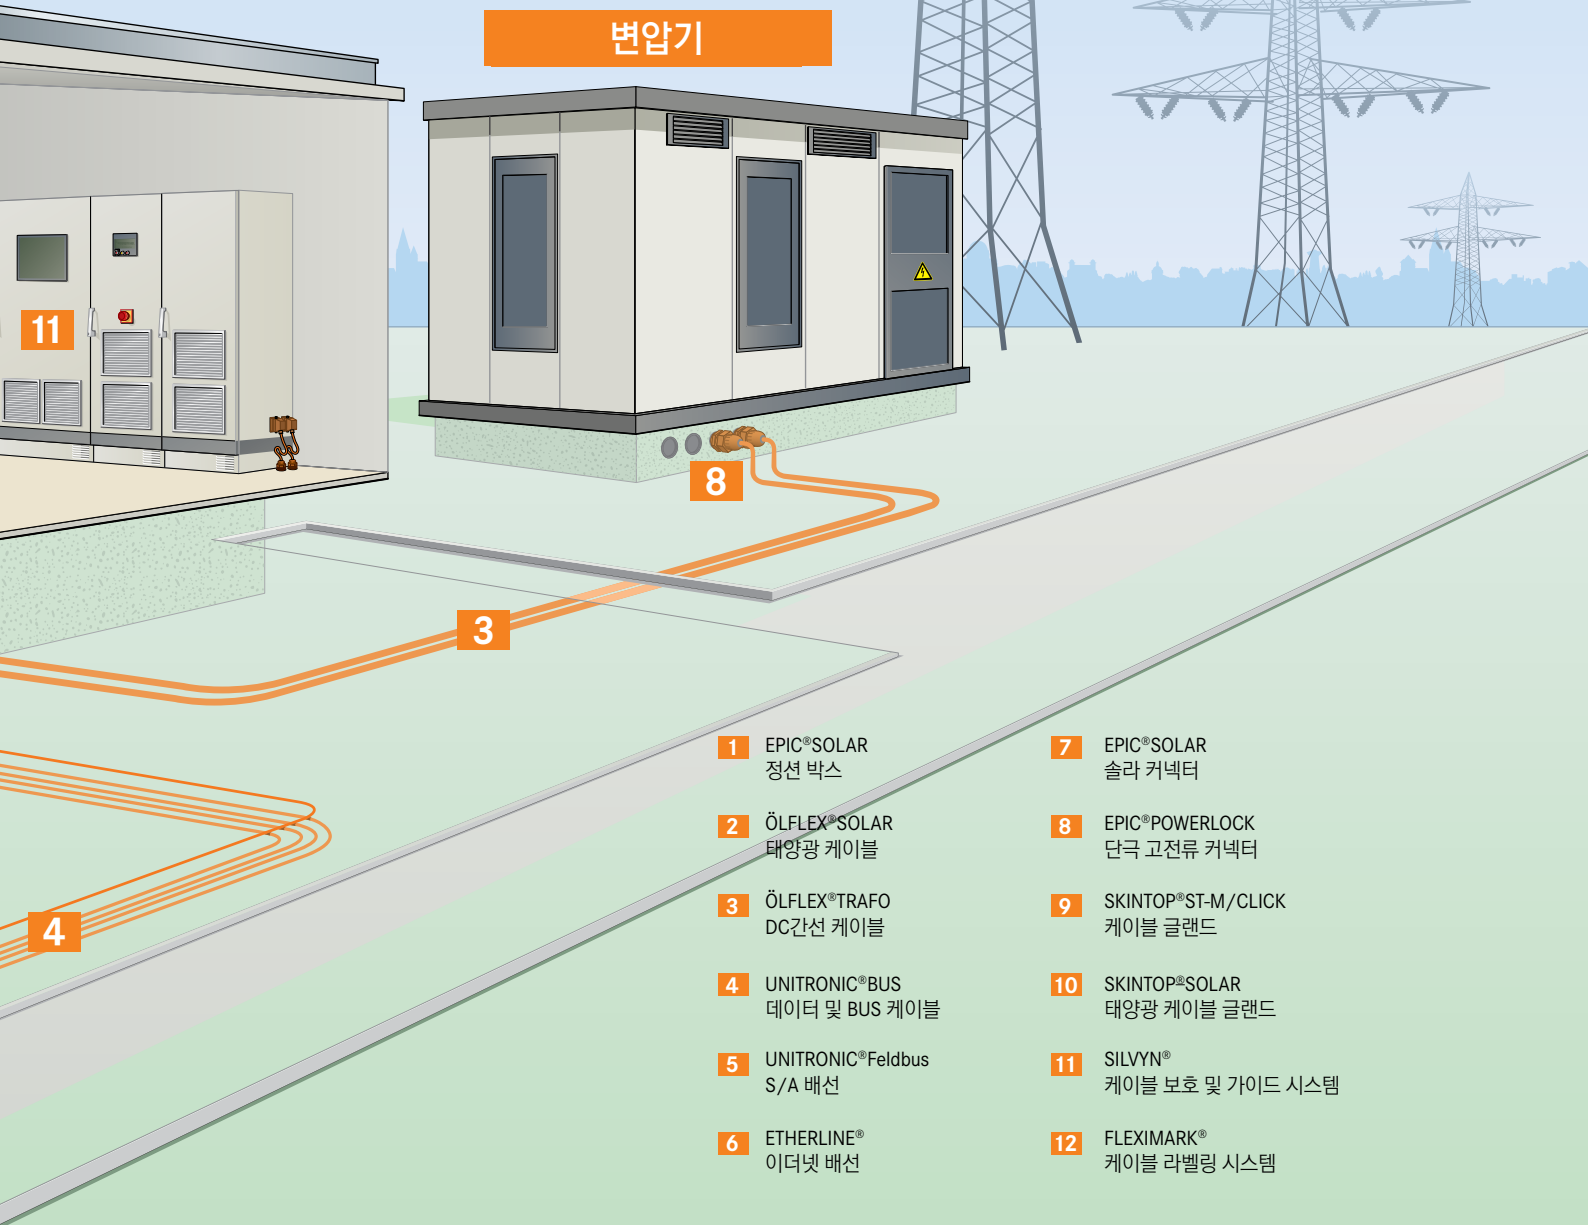 변압기
11
8
3
4
1 EPIC®SOLAR
정션 박스
2 ÖLFLEX®SOLAR
태양광 케이블
3 ÖLFLEX®TRAFO
DC간선 케이블
4 UNITRONIC®BUS
데이터 및 BUS 케이블
5 UNITRONIC®Feldbus
S/A 배선
6 ETHERLINE®
이더넷 배선
7 EPIC®SOLAR
솔라 커넥터
8 EPIC®POWERLOCK
단극 고전류 커넥터
9 SKINTOP®ST-M/CLICK
케이블 글랜드
10 SKINTOP®SOLAR
태양광 케이블 글랜드
11 SILVYN®
케이블 보호 및 가이드 시스템
12 FLEXIMARK®
케이블 라벨링 시스템